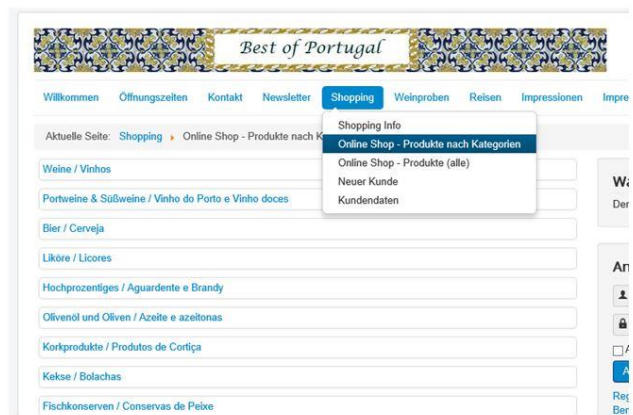 Best of Portugal
Willkommen Öffnungszeiten Kontakt Newsletter Shopping Weinproben Reisen Impressionen
Shopping Info
Aktuelle Seite: Shopping Online Shop - Produkte nach
Online Shop - Produkte nach Kategorien
Online Shop - Produkte (alle)
Neuer Kunde
Kundendaten
Weine / Vinhos
Portweine & Süßweine / Vinho do Porto e Vinho doces
Bier / Cerveja
Liköre / Licores
Hochprozentiges / Aguardente e Brandy
Olivenöl und Oliven / Azeite e azeitonas
Korkprodukte / Produtos de Cortiça
Kekse / Bolachas
Fischkonserven / Conservas de Peixe